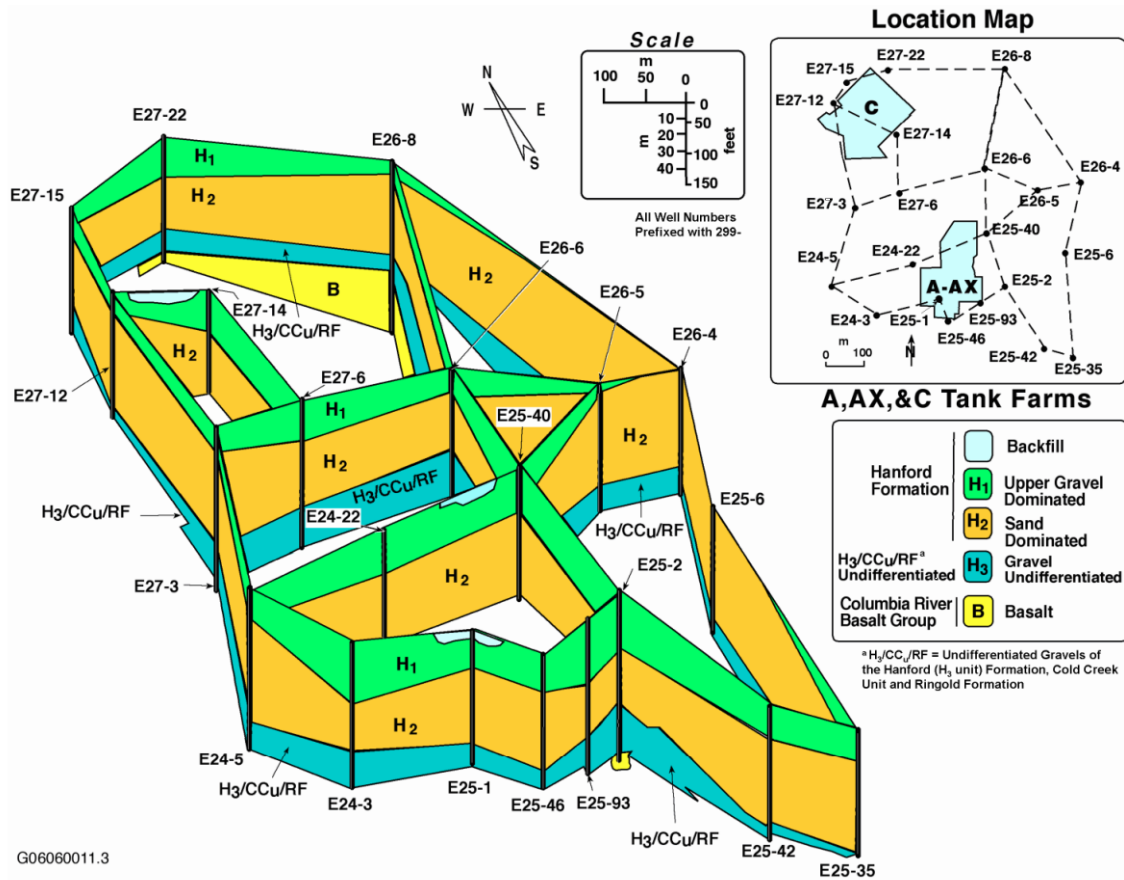 Scale
m
100 50 0
0
10
20
30
40
m
0
50
100
150
feet
All Well Numbers
Prefixed with 299-
N
W E
S
Location Map
E27-22
E26-8
E27-15
E27-12
C
E27-14
E26-6
E26-4
E27-3
E27-6
E26-5
E25-40
E24-22
E24-5
E25-6
E25-2
A-AX
E24-3
E25-1
E25-93
E25-46
E25-42
E25-35
m
0 100
N
A,AX,&C Tank Farms
Hanford
Formation
Backfill
H1 Upper Gravel
Dominated
H2 Sand
Dominated
H3/CCu/RFa
Undifferentiated
H3 Gravel
Undifferentiated
Columbia River
Basalt Group
B Basalt
a H3/CCu/RF = Undifferentiated Gravels of
the Hanford (H3 unit) Formation, Cold Creek
Unit and Ringold Formation
E27-22
H1
E26-8
E27-15
H2
E26-6
H2
B
E27-14
H3/CCu/RF
E26-5
H2
E26-4
E27-12
E27-6
H1
E25-40
H2
H2
H3/CCu/RF
H3/CCu/RF
E24-22
H3/CCu/RF
E25-6
E27-3
H2
E25-2
H1
H2
E24-5
H3/CCu/RF
E24-3
E25-1
E25-46
E25-93
H3/CCu/RF
E25-42
E25-35
G06060011.3